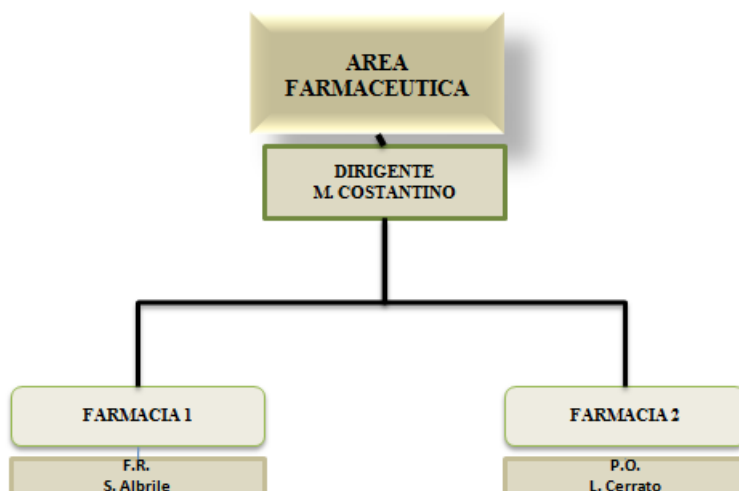 AREA
FARMACEUTICA
DIRIGENTE
M. COSTANTINO
FARMACIA 1
F.R.
S. Albrile
FARMACIA 2
P.O.
L. Cerrato